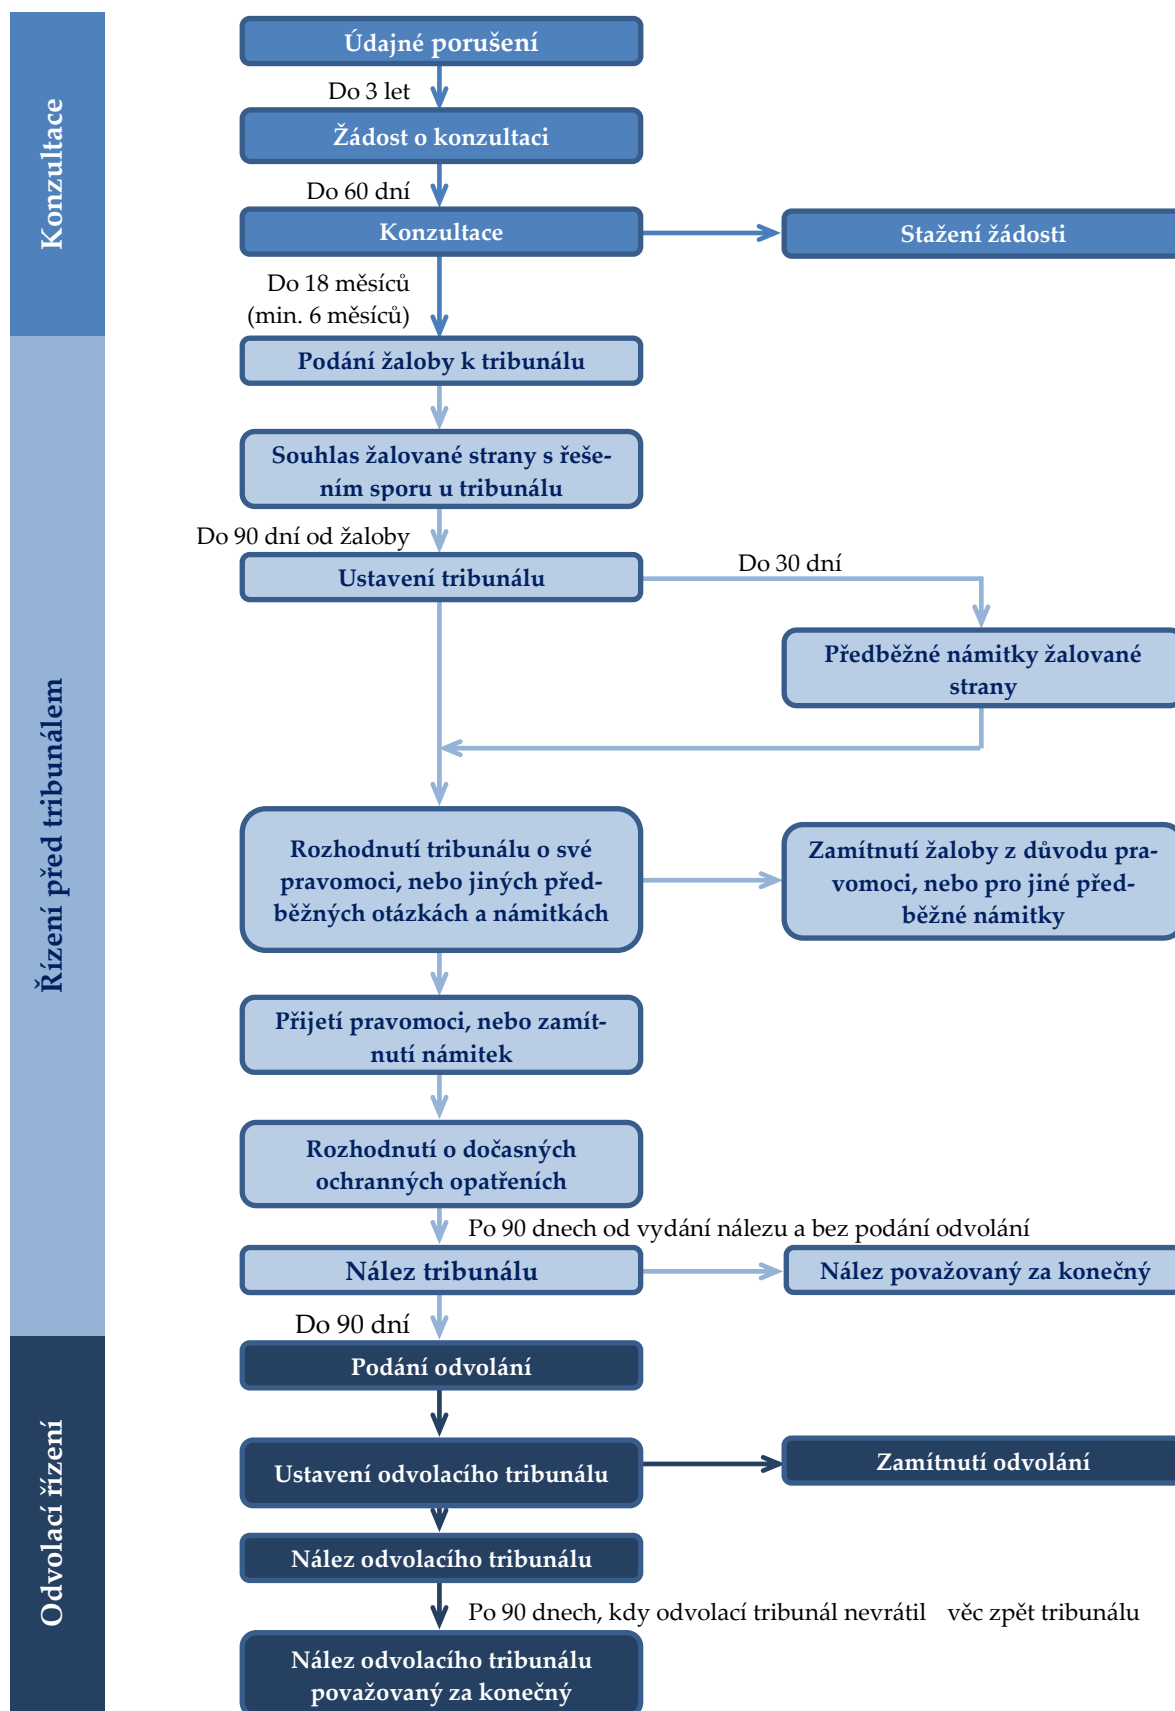 Konzultace
Údajné porušení
Do 3 let
Žádost o konzultaci
Do 60 dní
Konzultace
Stažení žádosti
Do 18 měsíců
(min. 6 měsíců)
Řízení před tribunálem
Podání žaloby k tribunálu
Souhlas žalované strany s řeše-
ním sporu u tribunálu
Do 90 dní od žaloby
Ustavení tribunálu
Do 30 dní
Předběžné námitky žalované
strany
Rozhodnutí tribunálu o své
pravomoci, nebo jiných před-
běžných otázkách a námitkách
Zamítnutí žaloby z důvodu pra-
vomoci, nebo pro jiné před-
běžné námitky
Přijetí pravomoci, nebo zamít-
nutí námitek
Rozhodnutí o dočasných
ochranných opatřeních
Po 90 dnech od vydání nálezu a bez podání odvolání
Nález tribunálu
Nález považovaný za konečný
Do 90 dní
Odvolací řízení
Podání odvolání
Ustavení odvolacího tribunálu
Zamítnutí odvolání
Nález odvolacího tribunálu
Po 90 dnech, kdy odvolací tribunál nevrátil věc zpět tribunálu
Nález odvolacího tribunálu
považovaný za konečný